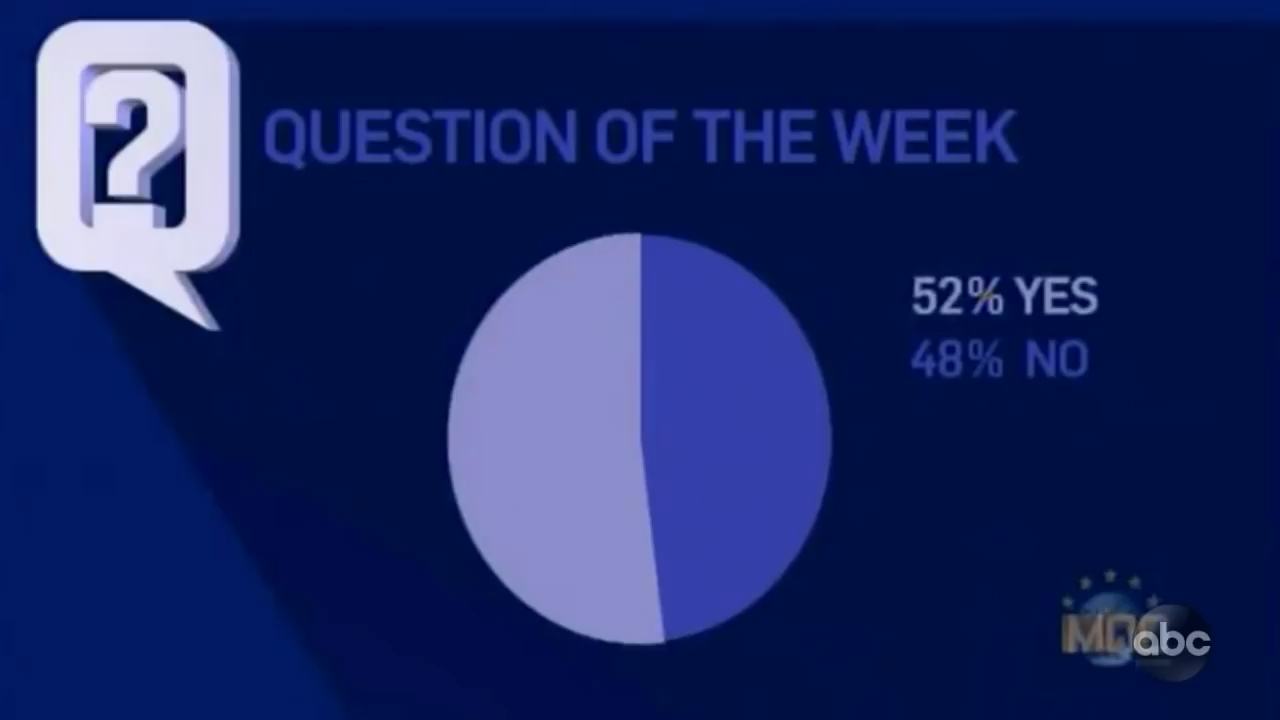 ?
QUESTION OF THE WEEK
52% YES
48% NO
abc